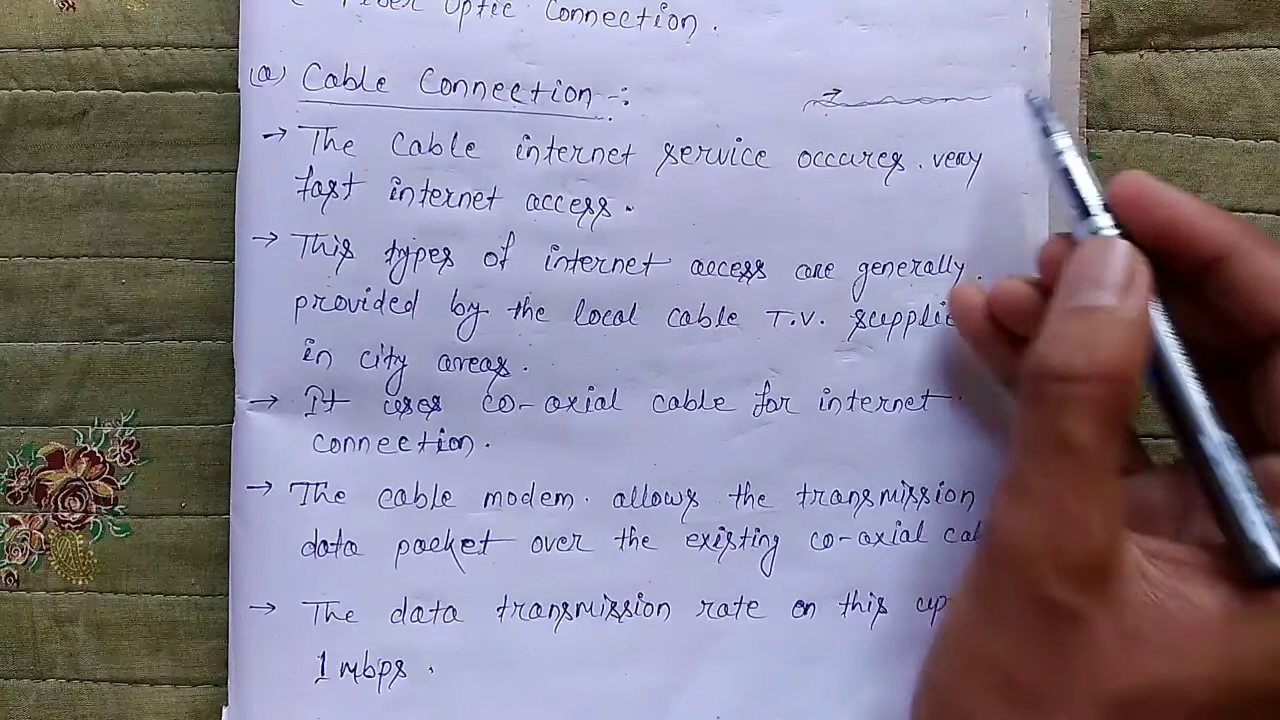 Fiber Optic Connection.
(a) Cable Connection -:
→ The Cable internet service occures. very
fast internet access.
→ This types of internet access are generally.
provided by the local cable T.V.
in city areas.
→ It uses co-axial cable for internet.
connection.
→ The cable modem. allows the transmission
data packet over the existing co-axial
→ The data transmission rate on this up
1 mbps.